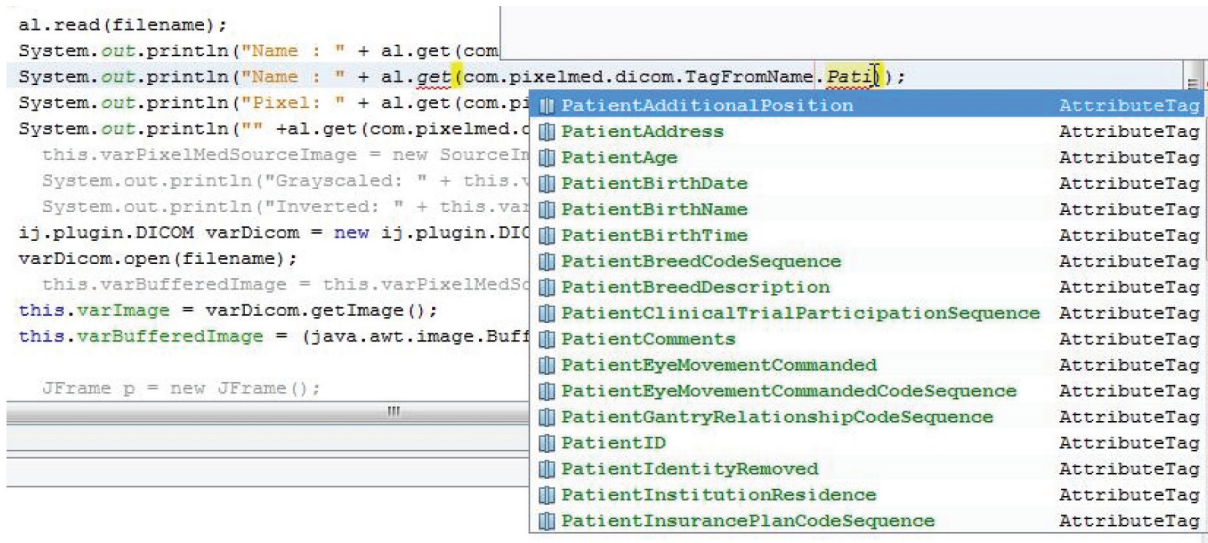 al.read(filename);
System.out.println("Name : " + al.get(com
System.out.println("Name : " + al.get(com.pixelmed.dicom.TagFromName.Pati));
System.out.println("Pixel: " + al.get(com.pi
System.out.println("" +al.get(com.pixelmed.d
this.varPixelMedSourceImage = new SourceIm
System.out.println("Grayscaled: " + this.v
System.out.println("Inverted: " + this.var
ij.plugin.DICOM varDicom = new ij.plugin.DIC
varDicom.open(filename);
this.varBufferedImage = this.varPixelMedSo
this.varImage = varDicom.getImage();
this.varBufferedImage = (java.awt.image.Buff
JFrame p = new JFrame();
PatientAdditionalPosition AttributeTag
PatientAddress AttributeTag
PatientAge AttributeTag
PatientBirthDate AttributeTag
PatientBirthName AttributeTag
PatientBirthTime AttributeTag
PatientBreedCodeSequence AttributeTag
PatientBreedDescription AttributeTag
PatientClinicalTrialParticipationSequence AttributeTag
PatientComments AttributeTag
PatientEyeMovementCommanded AttributeTag
PatientEyeMovementCommandedCodeSequence AttributeTag
PatientGantryRelationshipCodeSequence AttributeTag
PatientID AttributeTag
PatientIdentityRemoved AttributeTag
PatientInstitutionResidence AttributeTag
PatientInsurancePlanCodeSequence AttributeTag